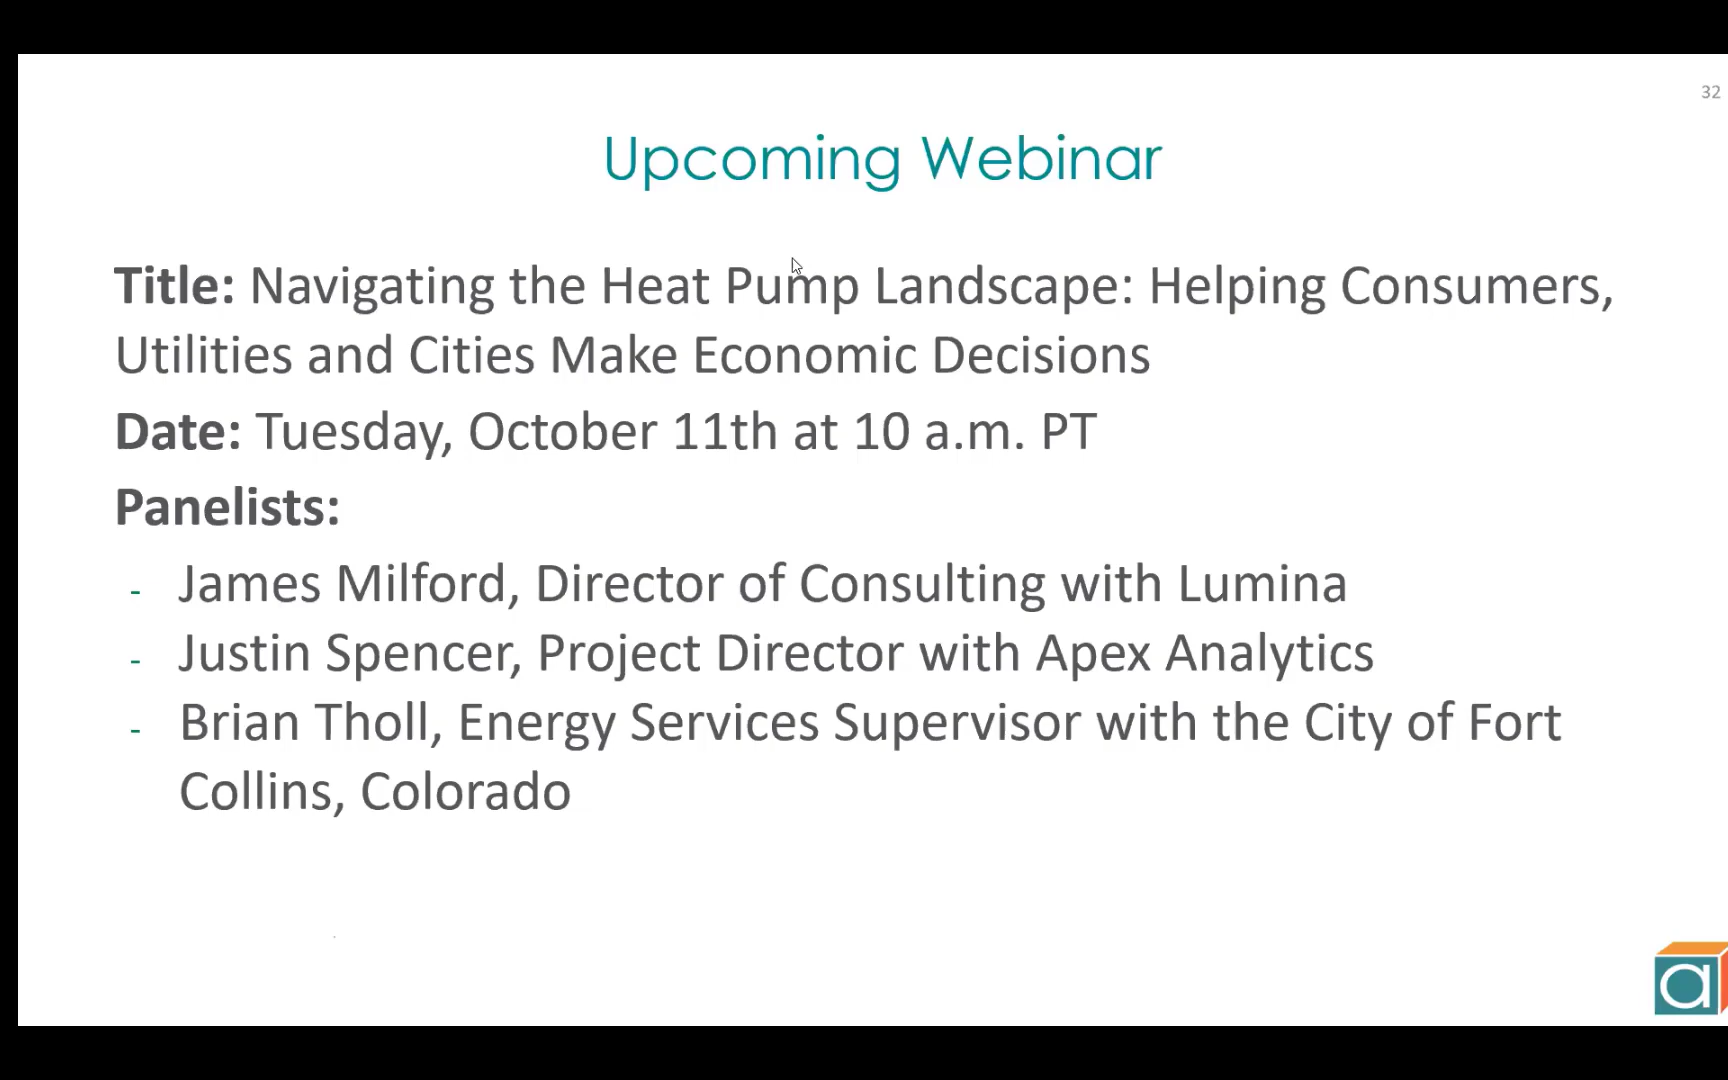 32
Upcoming Webinar
Title: Navigating the Heat Pump Landscape: Helping Consumers,
Utilities and Cities Make Economic Decisions
Date: Tuesday, October 11th at 10 a.m. PT
Panelists:
- James Milford, Director of Consulting with Lumina
- Justin Spencer, Project Director with Apex Analytics
- Brian Tholl, Energy Services Supervisor with the City of Fort
Collins, Colorado
a